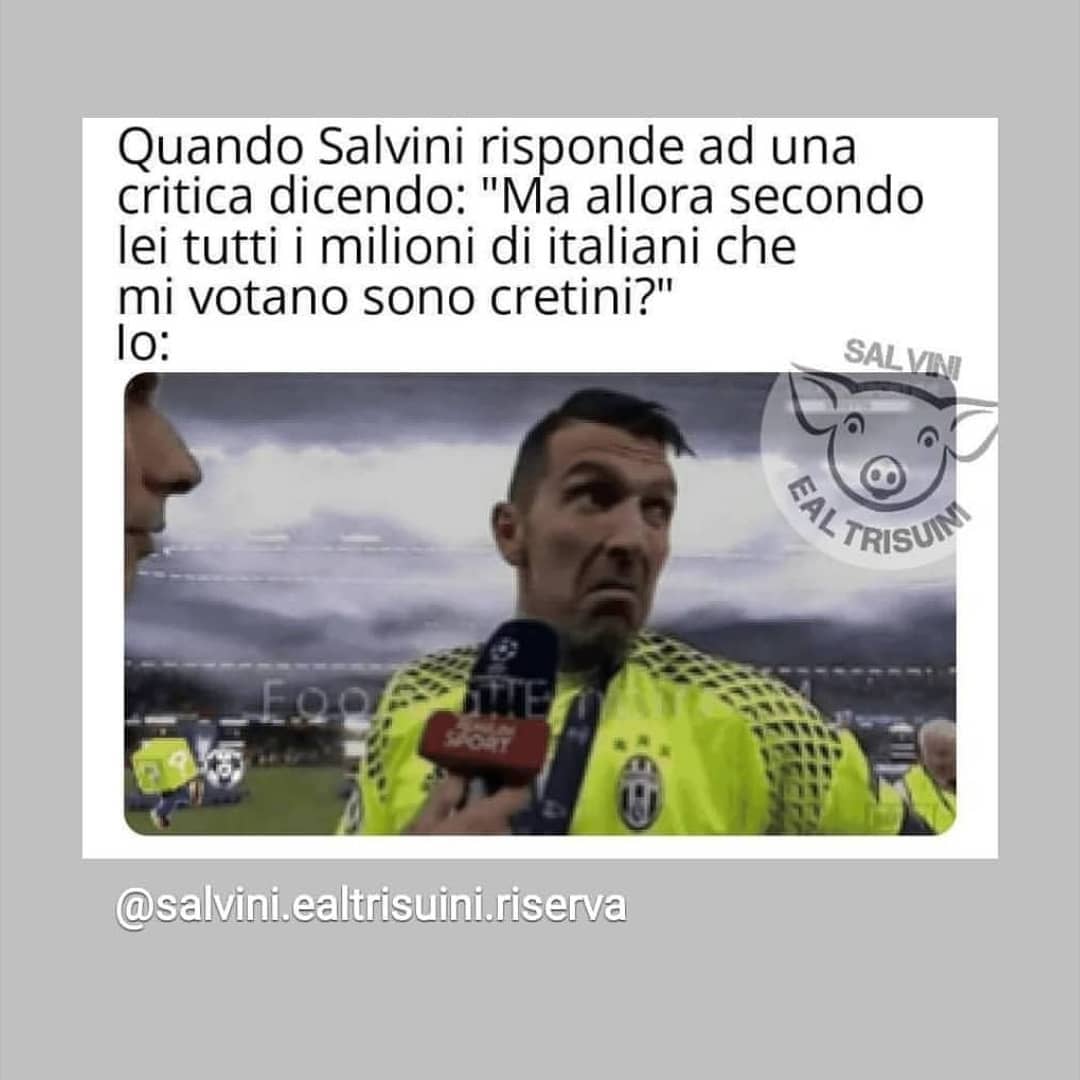 Quando Salvini risponde ad una
critica dicendo: "Ma allora secondo
lei tutti i milioni di italiani che
mi votano sono cretini?"
Io:
SALVINI
EALTRISUINI
SPORT
@salvini.ealtrisuini.riserva